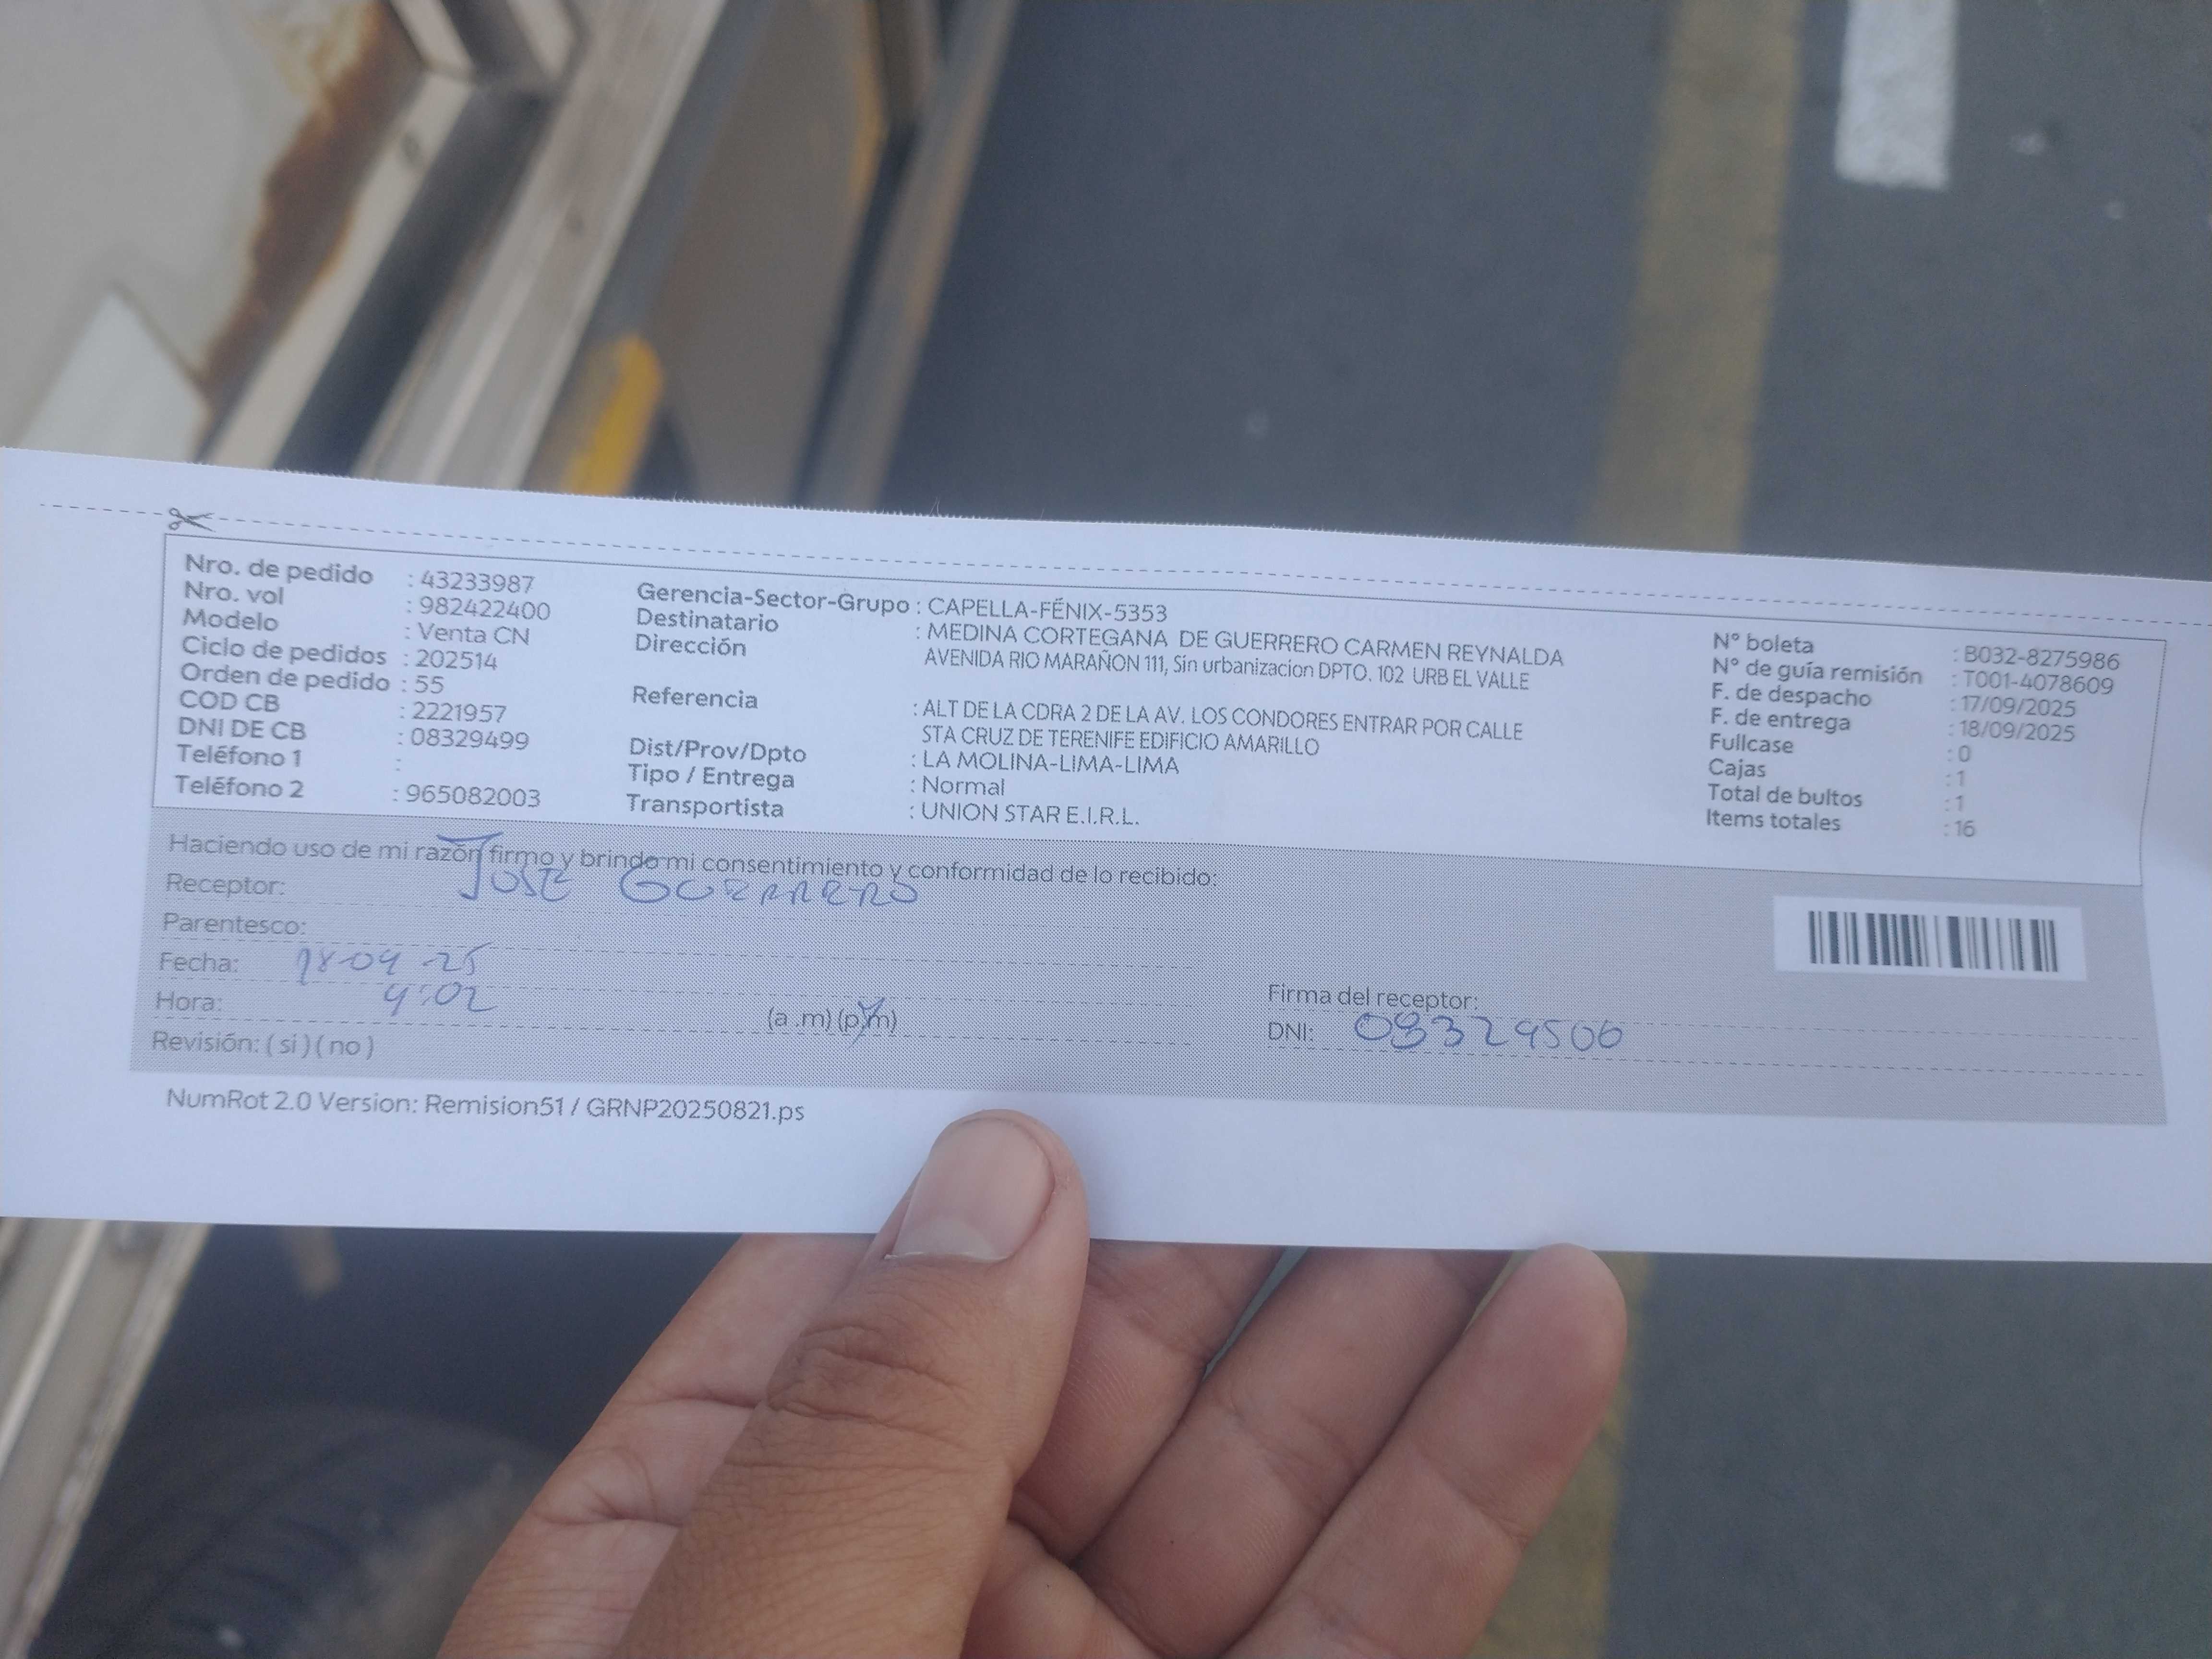 Nro. de pedido : 43233987
Nro. vol : 982422400
Modelo : Venta CN
Ciclo de pedidos : 202514
Orden de pedido : 55
COD CB : 2221957
DNI DE CB : 08329499
Teléfono 1 :
Teléfono 2 : 965082003
Gerencia-Sector-Grupo : CAPELLA-FÉNIX-5353
Destinatario : MEDINA CORTEGANA DE GUERRERO CARMEN REYNALDA
Dirección AVENIDA RIO MARAÑON 111, Sin urbanizacion DPTO. 102 URB EL VALLE
Referencia : ALT DE LA CDRA 2 DE LA AV. LOS CONDORES ENTRAR POR CALLE
STA CRUZ DE TERENIFE EDIFICIO AMARILLO
Dist/Prov/Dpto : LA MOLINA-LIMA-LIMA
Tipo / Entrega : Normal
Transportista : UNION STAR E.I.R.L.
N° boleta : B032-8275986
N° de guía remisión : T001-4078609
F. de despacho : 17/09/2025
F. de entrega : 18/09/2025
Fullcase : 0
Cajas : 1
Total de bultos : 1
Items totales : 16
Haciendo uso de mi razón firmo y brindo mi consentimiento y conformidad de lo recibido:
Receptor: JOSE GUERRERO
Parentesco:
Fecha: 18-09-25
Hora: 4:02 (a .m) (p.m)
Revisión: ( si ) ( no )
Firma del receptor:
DNI: 08329506
NumRot 2.0 Version: Remision51 / GRNP20250821.ps